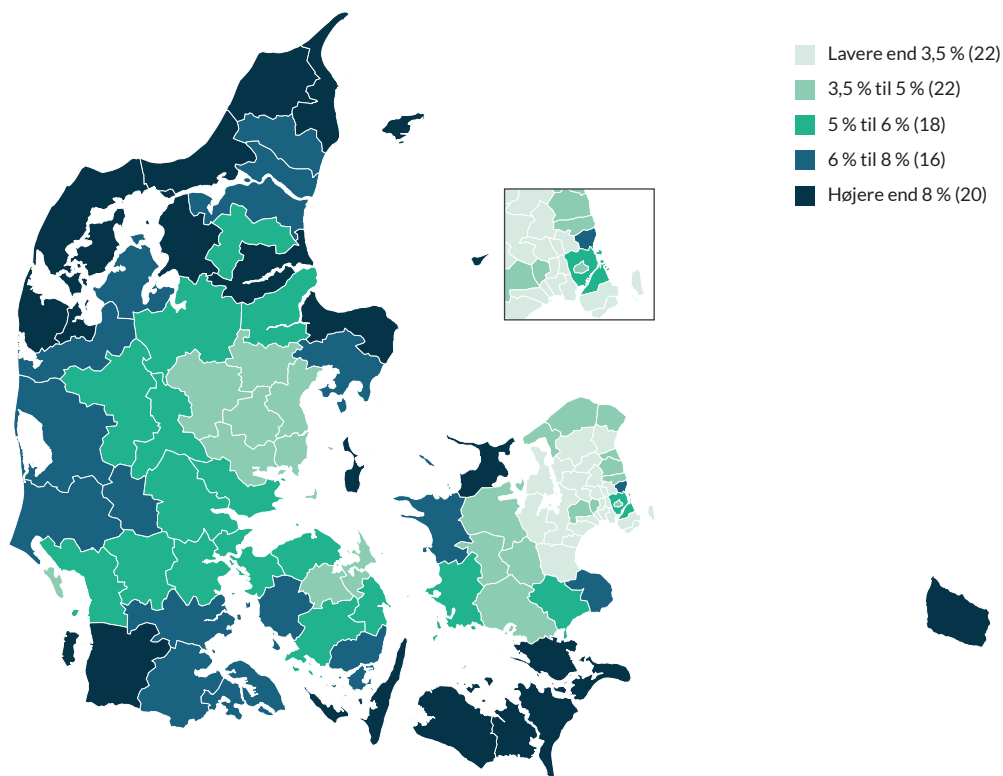 Lavere end 3,5 % (22)
3,5 % til 5 % (22)
5 % til 6 % (18)
6 % til 8 % (16)
Højere end 8 % (20)